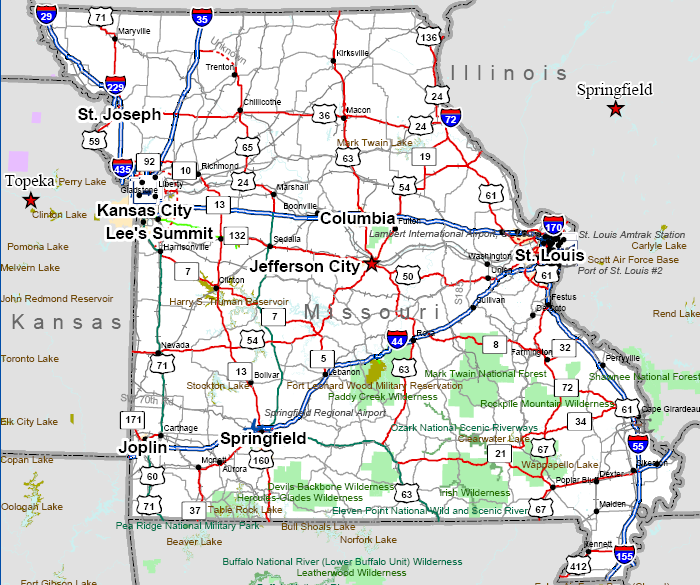 29
71
35
Maryville
Kirksville
136
Unknown
Trenton
Illinois
229
Chillicothe
24
Springfield
St. Joseph
36
Macon
24
72
59
65
Mark Twain Lake
92
63
19
435
10
Richmond
Topeka
Perry Lake
Liberty
24
Marshall
54
61
Gladstone
Clinton Lake
Kansas City
13
Boonville
Columbia
Fulton
170
Lee's Summit
132
Lambert International Airport,
St. Louis Amtrak Station
Pomona Lake
Harrisonville
Sedalia
Carlyle Lake
Washington
St. Louis
Scott Air Force Base
Melvern Lake
7
Jefferson City
50
Union
61
Port of St. Louis #2
Clinton
John Redmond Reservoir
Harry S. Truman Reservoir
St85th
Sullivan
Festus
DeSoto
Rend Lake
Kansas
7
Missouri
44
Rolla
Nevada
54
8
32
Toronto Lake
71
5
Farmington
Perryville
13
Bolivar
Lebanon
63
Mark Twain National Forest
Shawnee National Forest
Stockton Lake
Fort Leonard Wood Military Reservation
72
Paddy Creek Wilderness
Rockpile Mountain Wilderness
61
Cape Girardeau
171
Springfield Regional Airport
34
Elk City Lake
Carthage
Ozark National Scenic Riverways
Joplin
Springfield
Clearwater Lake
67
55
Copan Lake
Monett
160
21
Wappapello Lake
Sikeston
60
Aurora
Dexter
Poplar Bluff
Devils Backbone Wilderness
Hercules Glades Wilderness
63
Irish Wilderness
Oologan Lake
71
37
Table Rock Lake
Eleven Point National Wild and Scenic River
67
Malden
Pea Ridge National Military Park
Bull Shoals Lake
Beaver Lake
Norfork Lake
Kennett
155
Buffalo National River (Lower Buffalo Unit) Wilderness
412
Leatherwood Wilderness
Fort Gibson Lake